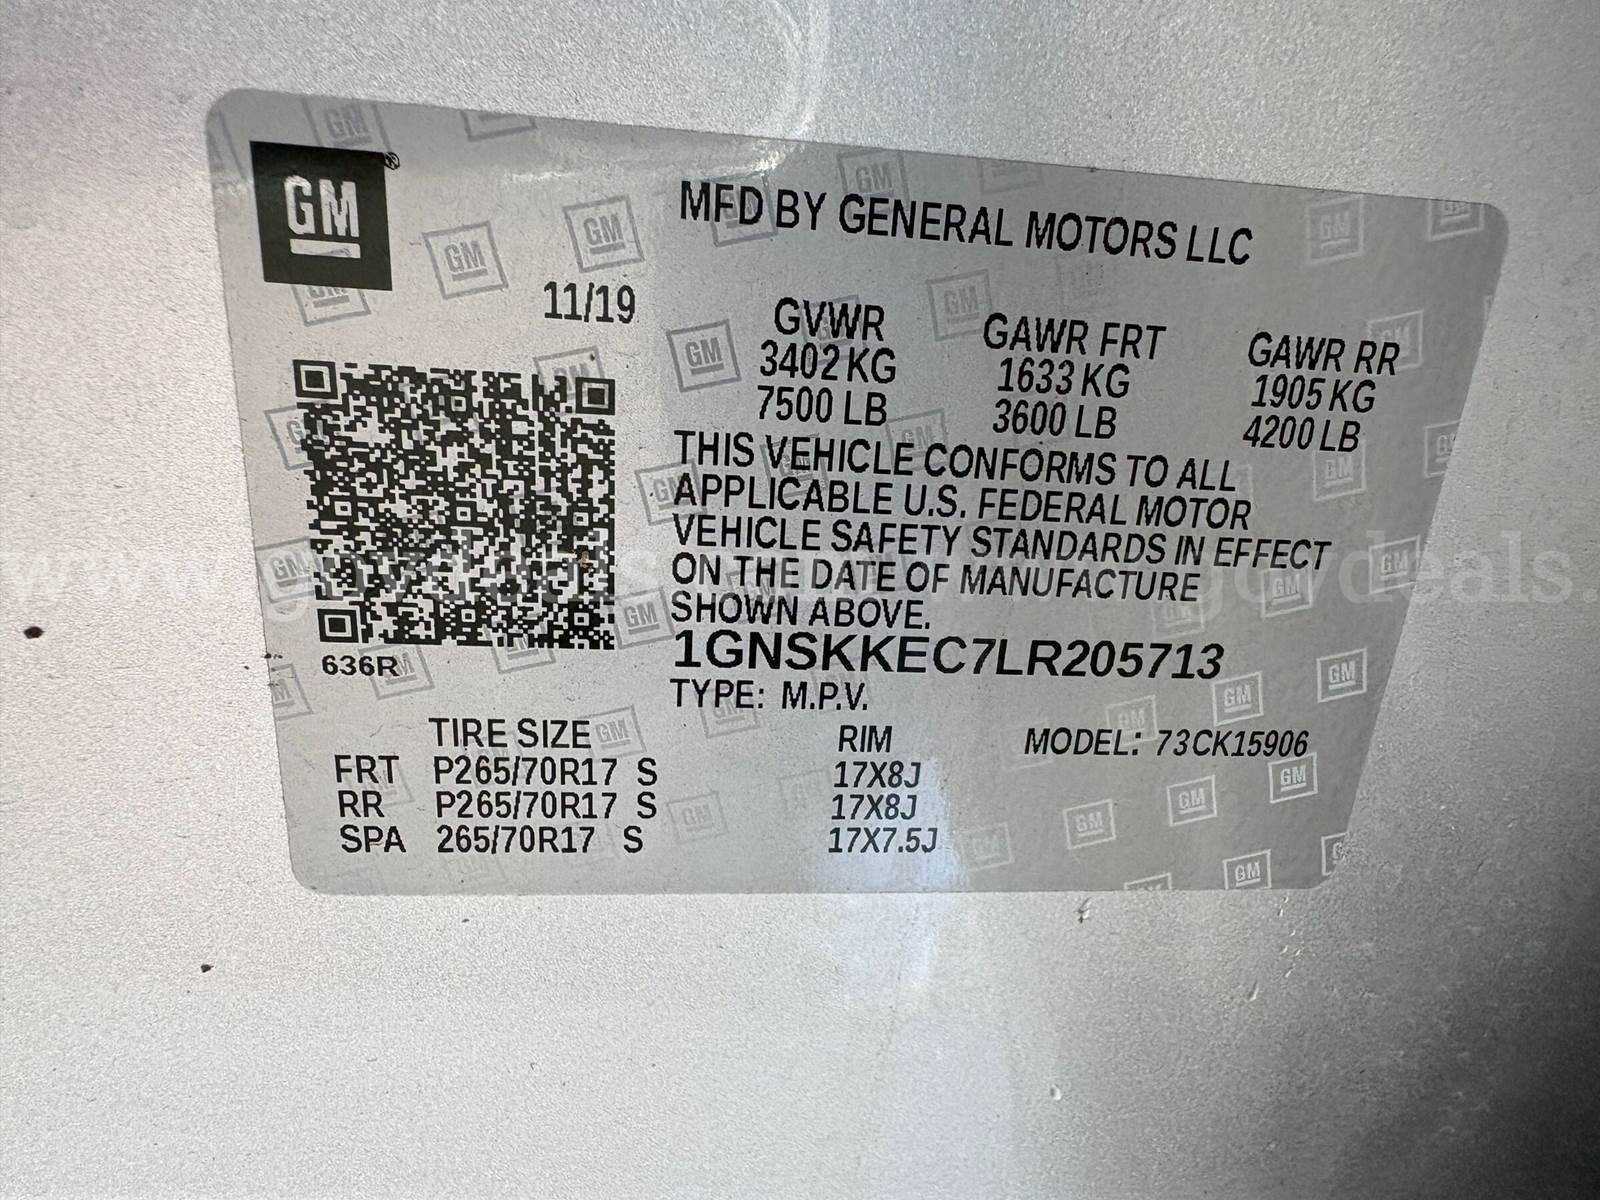 GM
MFD BY GENERAL MOTORS LLC
11/19
GVWR GAWR FRT GAWR RR
3402 KG 1633 KG 1905 KG
7500 LB 3600 LB 4200 LB
THIS VEHICLE CONFORMS TO ALL
APPLICABLE U.S. FEDERAL MOTOR
VEHICLE SAFETY STANDARDS IN EFFECT
ON THE DATE OF MANUFACTURE
SHOWN ABOVE.
636R
1GNSKKEC7LR205713
TYPE: M.P.V.
TIRE SIZE RIM MODEL: 73CK15906
FRT P265/70R17 S 17X8J
RR P265/70R17 S 17X8J
SPA 265/70R17 S 17X7.5J